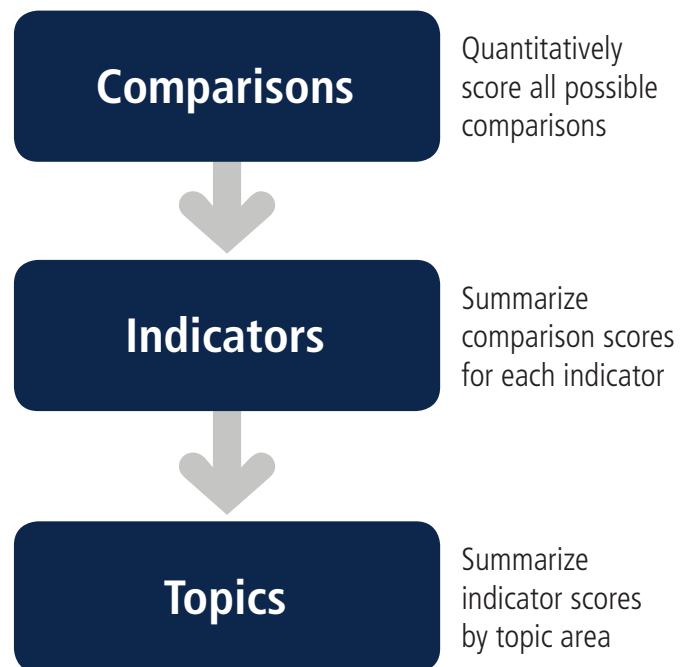 Comparisons
Quantitatively
score all possible
comparisons
Indicators
Summarize
comparison scores
for each indicator
Topics
Summarize
indicator scores
by topic area